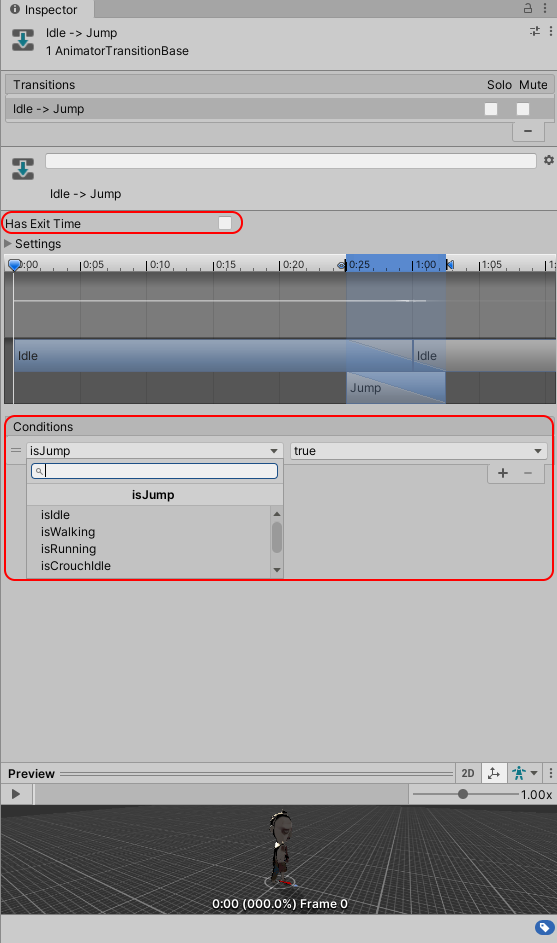 Inspector
Idle -> Jump
1 AnimatorTransitionBase
Transitions Solo Mute
Idle -> Jump
Idle -> Jump
Has Exit Time
Settings
0:00 0:05 0:10 0:15 0:20 0:25 1:00 1:05 1:
Idle Idle
Jump
Conditions
isJump true
isJump
isIdle
isWalking
isRunning
isCrouchIdle
Preview 2D
1.00x
0:00 (000.0%) Frame 0